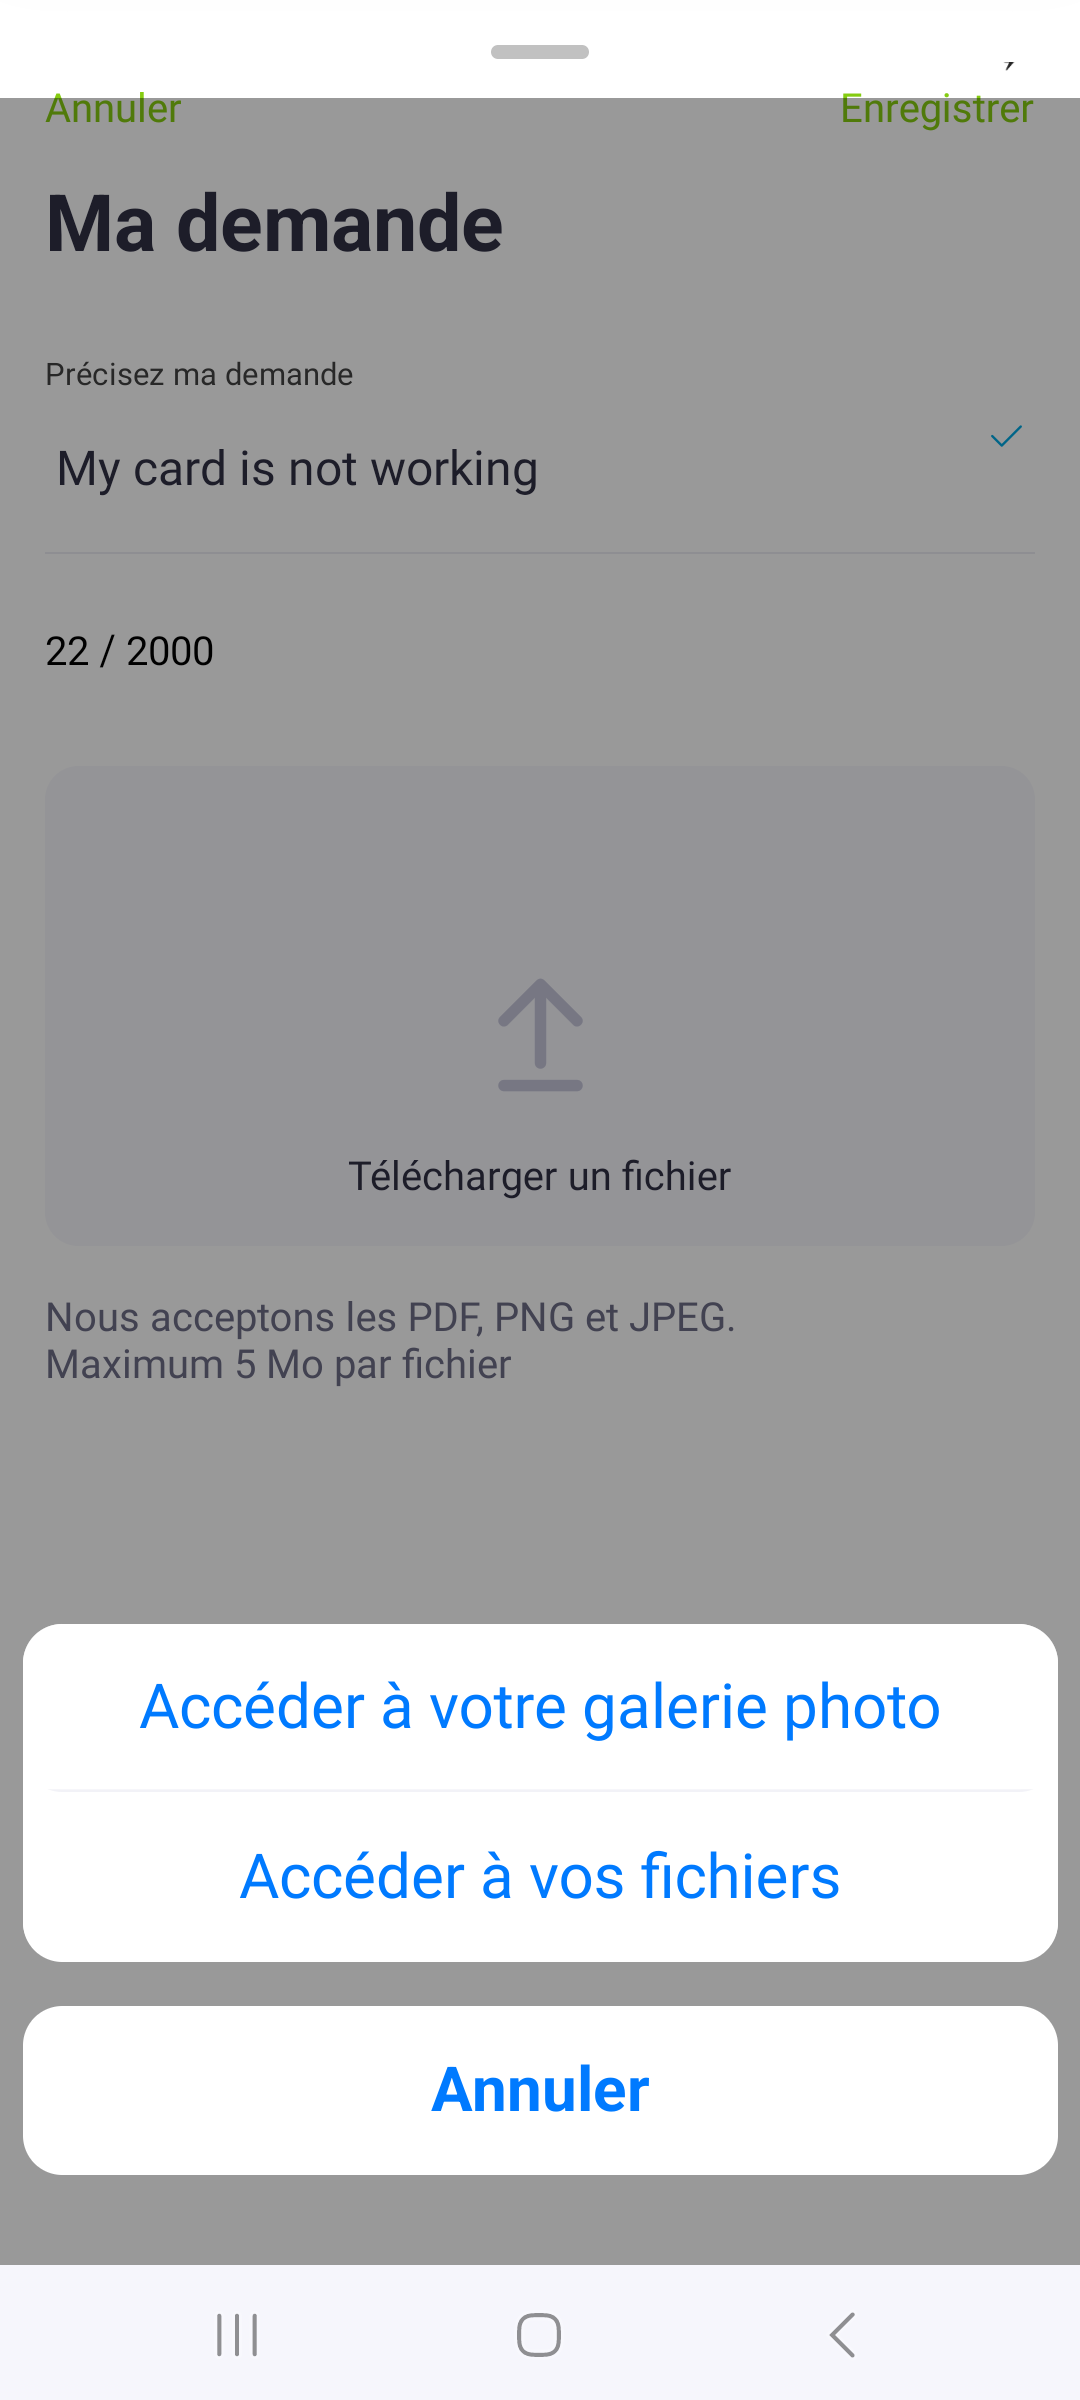 Annuler
Enregistrer
Ma demande
Précisez ma demande
My card is not working
22 / 2000
Télécharger un fichier
Nous acceptons les PDF, PNG et JPEG.
Maximum 5 Mo par fichier
Accéder à votre galerie photo
Accéder à vos fichiers
Annuler